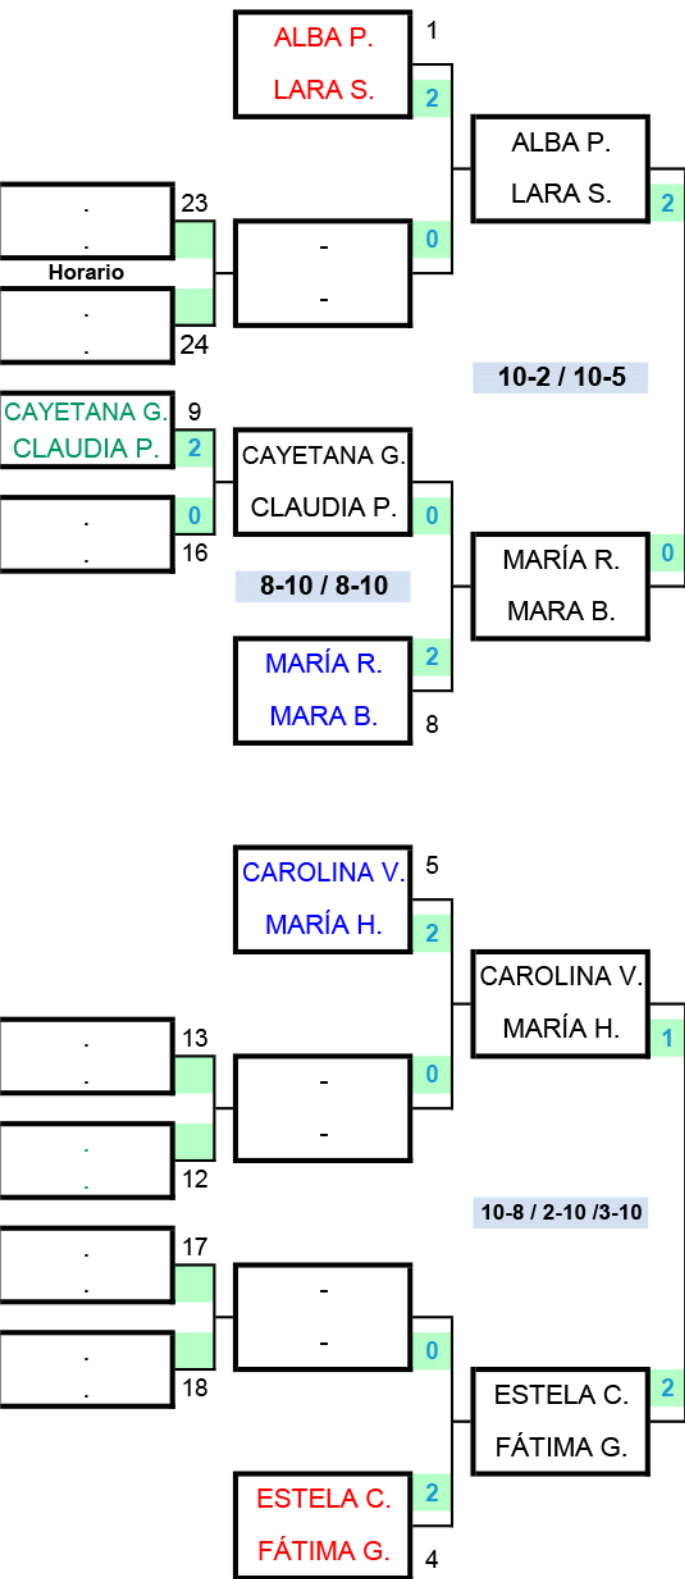 ALBA P.
1
LARA S.
2
ALBA P.
LARA S.
2
.
23
.
-
0
-
Horario
.
.
24
10-2 / 10-5
CAYETANA G.
9
CLAUDIA P.
2
CAYETANA G.
CLAUDIA P.
0
.
0
.
16
MARÍA R.
0
MARA B.
8-10 / 8-10
MARÍA R.
2
MARA B.
8
CAROLINA V.
5
MARÍA H.
2
CAROLINA V.
MARÍA H.
1
.
13
.
-
0
-
.
.
12
10-8 / 2-10 /3-10
.
17
.
-
-
0
.
.
18
ESTELA C.
2
FÁTIMA G.
ESTELA C.
2
FÁTIMA G.
4